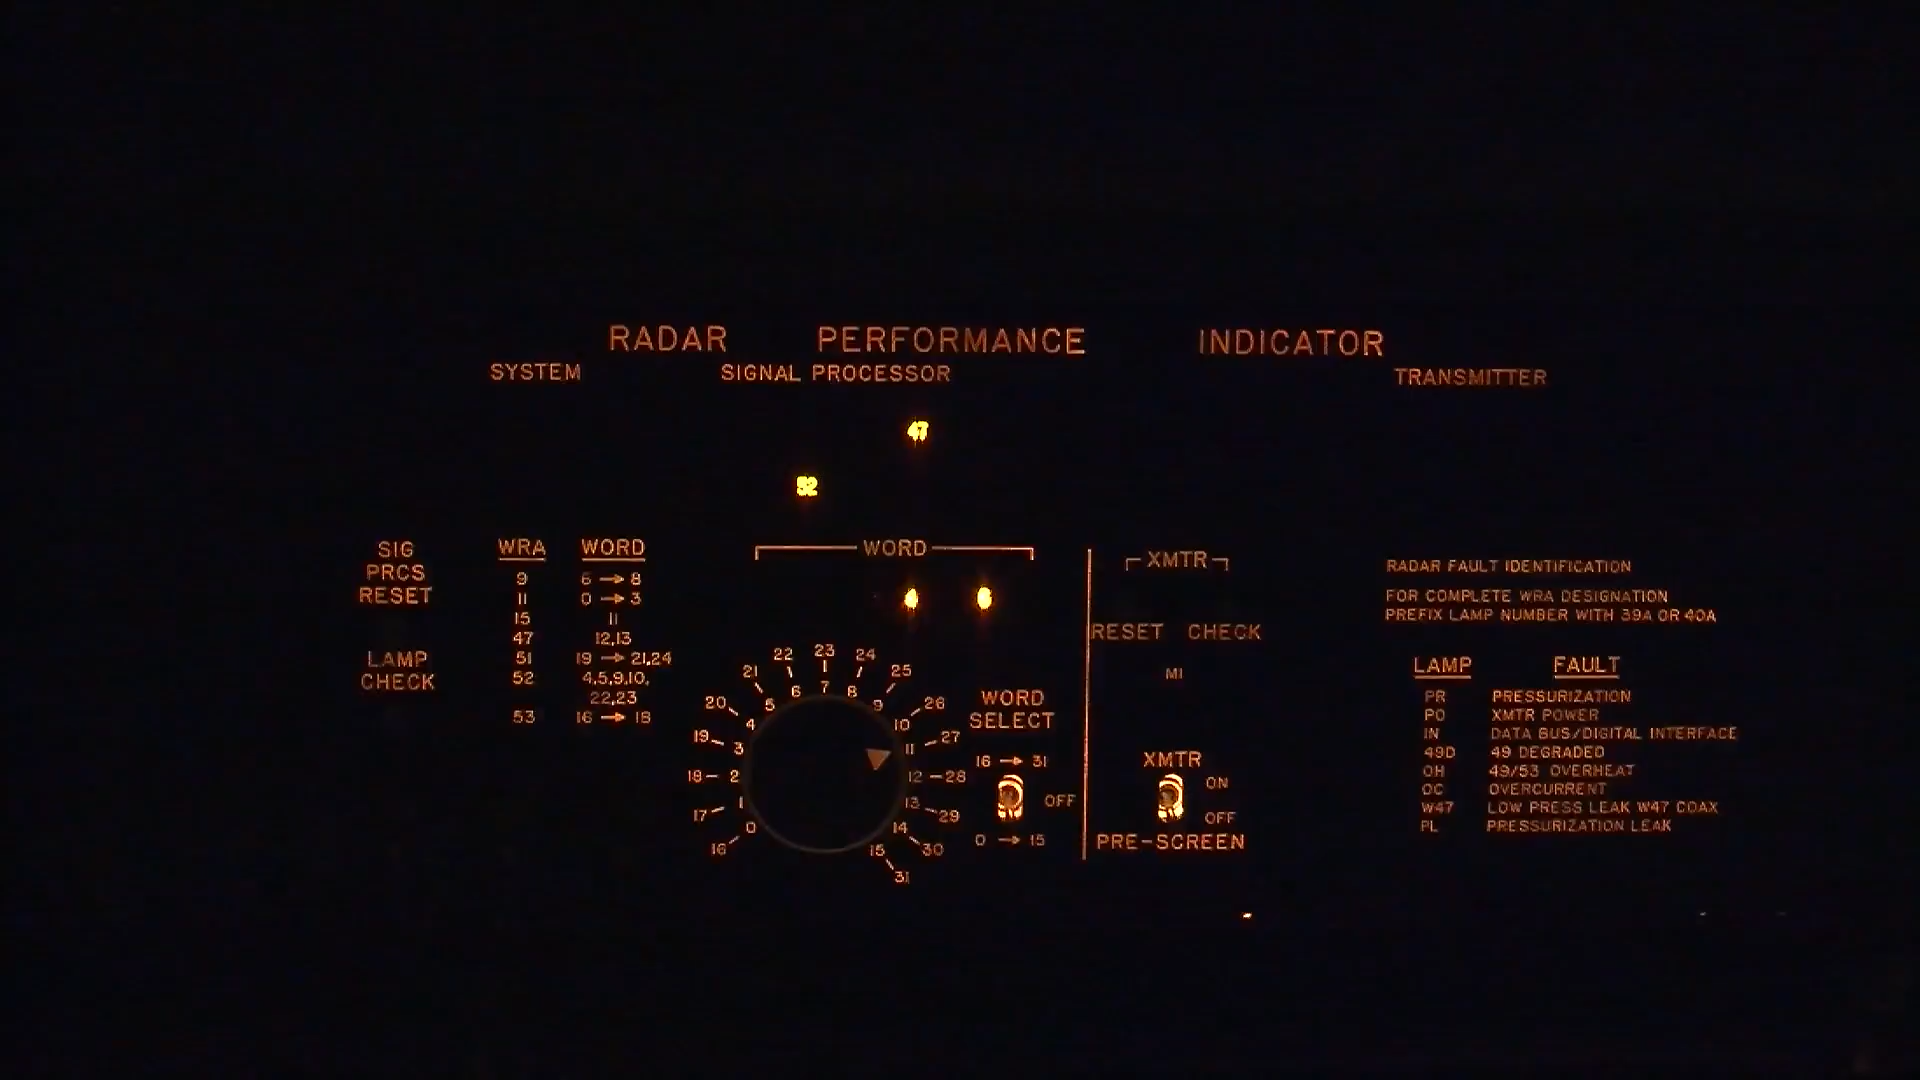 RADAR PERFORMANCE INDICATOR
SYSTEM SIGNAL PROCESSOR TRANSMITTER
47
52
SIG
PRCS
RESET
LAMP
CHECK
WRA WORD
9 6 → 8
11 0 → 3
15 11
47 12,13
51 19 → 21,24
52 4,5,9,10,
22,23
53 16 → 18
WORD
16
17
18
19
20
21
22
23
24
25
26
27
28
29
30
31
0
1
2
3
4
5
6
7
8
9
10
11
12
13
14
15
WORD
SELECT
16 → 31
OFF
0 → 15
XMTR
RESET CHECK
MI
XMTR
ON
OFF
PRE-SCREEN
RADAR FAULT IDENTIFICATION
FOR COMPLETE WRA DESIGNATION
PREFIX LAMP NUMBER WITH 39A OR 40A
LAMP FAULT
PR PRESSURIZATION
PO XMTR POWER
IN DATA BUS/DIGITAL INTERFACE
49D 49 DEGRADED
OH 49/53 OVERHEAT
OC OVERCURRENT
W47 LOW PRESS LEAK W47 COAX
PL PRESSURIZATION LEAK